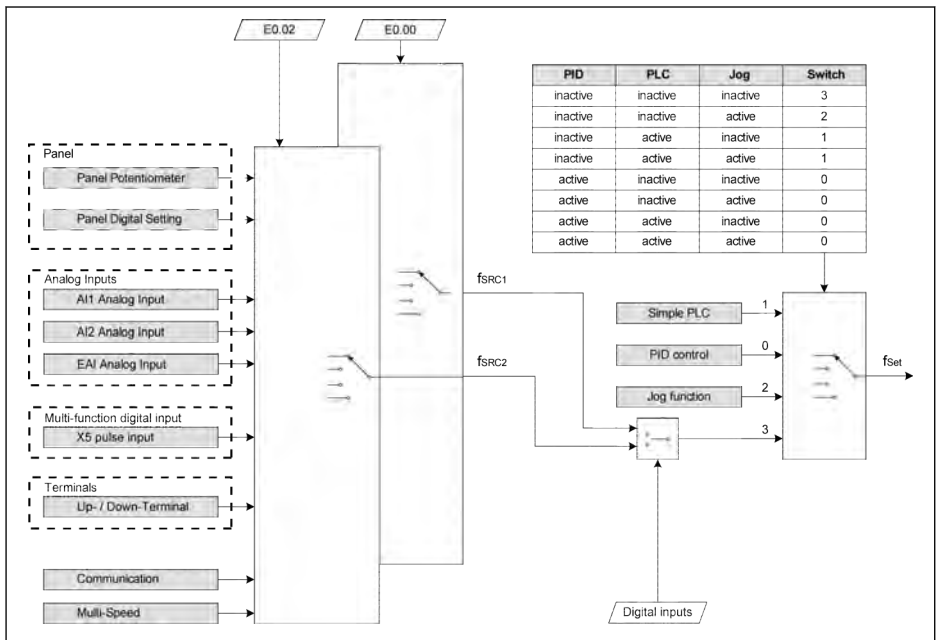 E0.02
E0.00
PID PLC Jog Switch
inactive inactive inactive 3
inactive inactive active 2
inactive active inactive 1
inactive active active 1
active inactive inactive 0
active inactive active 0
active active inactive 0
active active active 0
Panel
Panel Potentiometer
Panel Digital Setting
Analog Inputs
AI1 Analog Input
AI2 Analog Input
EAI Analog Input
Multi-function digital input
X5 pulse input
Terminals
Up- / Down-Terminal
Communication
Multi-Speed
fSRC1
fSRC2
Simple PLC 1
PID control 0
Jog function 2
3
fSet
Digital inputs